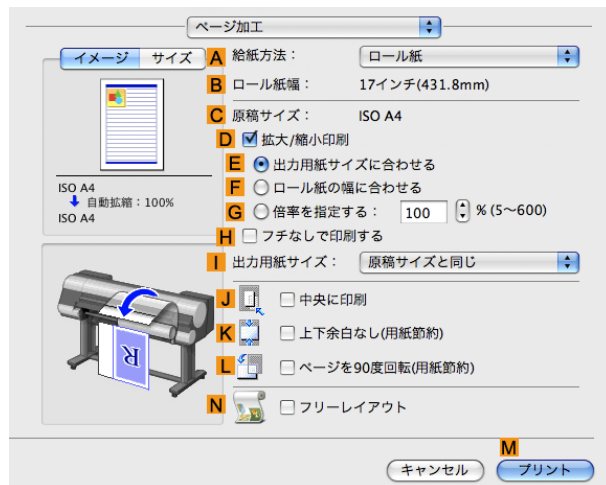 ページ加工
イメージ サイズ
A 給紙方法： ロール紙
B ロール紙幅： 17インチ(431.8mm)
C 原稿サイズ： ISO A4
D 拡大/縮小印刷
E 出力用紙サイズに合わせる
F ロール紙の幅に合わせる
G 倍率を指定する： 100 % (5～600)
H フチなしで印刷する
I 出力用紙サイズ： 原稿サイズと同じ
ISO A4
自動拡縮：100%
ISO A4
J 中央に印刷
K 上下余白なし(用紙節約)
L ページを90度回転(用紙節約)
N フリーレイアウト
R
M
キャンセル プリント